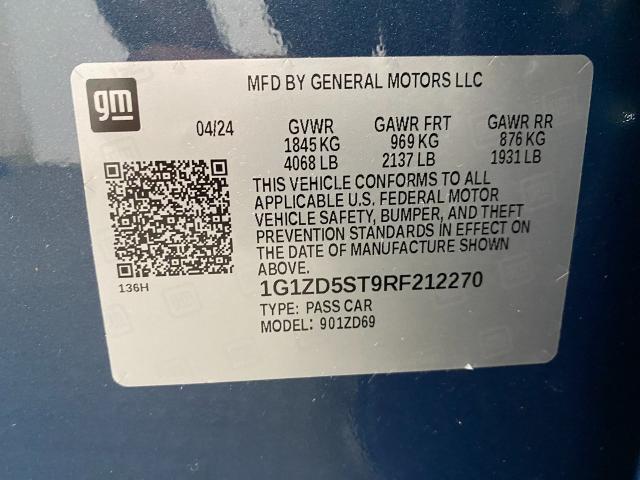 gm
MFD BY GENERAL MOTORS LLC
04/24 GVWR GAWR FRT GAWR RR
1845 KG 969 KG 876 KG
4068 LB 2137 LB 1931 LB
THIS VEHICLE CONFORMS TO ALL
APPLICABLE U.S. FEDERAL MOTOR
VEHICLE SAFETY, BUMPER, AND THEFT
PREVENTION STANDARDS IN EFFECT ON
THE DATE OF MANUFACTURE SHOWN
ABOVE.
136H
1G1ZD5ST9RF212270
TYPE: PASS CAR
MODEL: 901ZD69